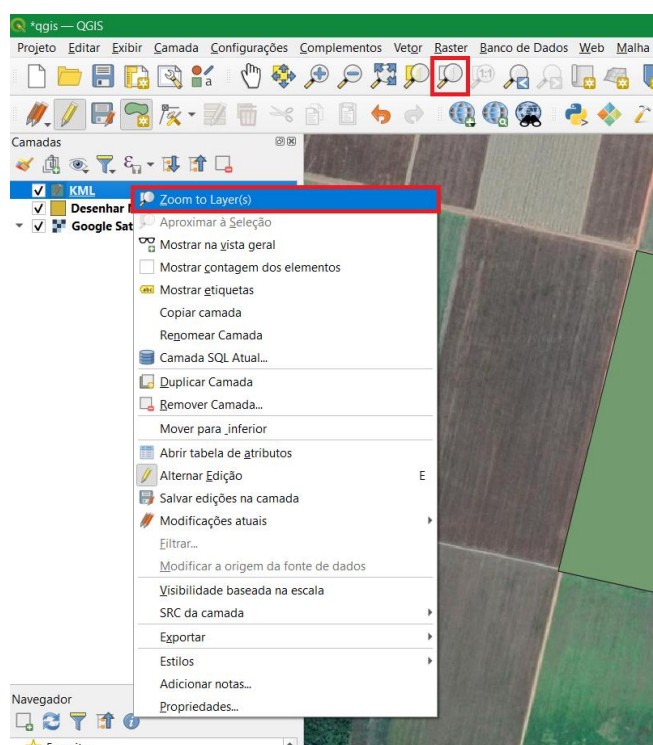 *qgis — QGIS
Projeto Editar Exibir Camada Configurações Complementos Vetor Raster Banco de Dados Web Malha
1:1
a
Camadas
KML
Desenhar
Google Sat
Zoom to Layer(s)
Aproximar à Seleção
Mostrar na vista geral
Mostrar contagem dos elementos
abc Mostrar etiquetas
Copiar camada
Renomear Camada
Camada SQL Atual...
Duplicar Camada
Remover Camada...
Mover para _inferior
Abrir tabela de atributos
Alternar Edição E
Salvar edições na camada
Modificações atuais
Filtrar...
Modificar a origem da fonte de dados
Visibilidade baseada na escala
SRC da camada
Exportar
Estilos
Adicionar notas...
Propriedades...
Navegador